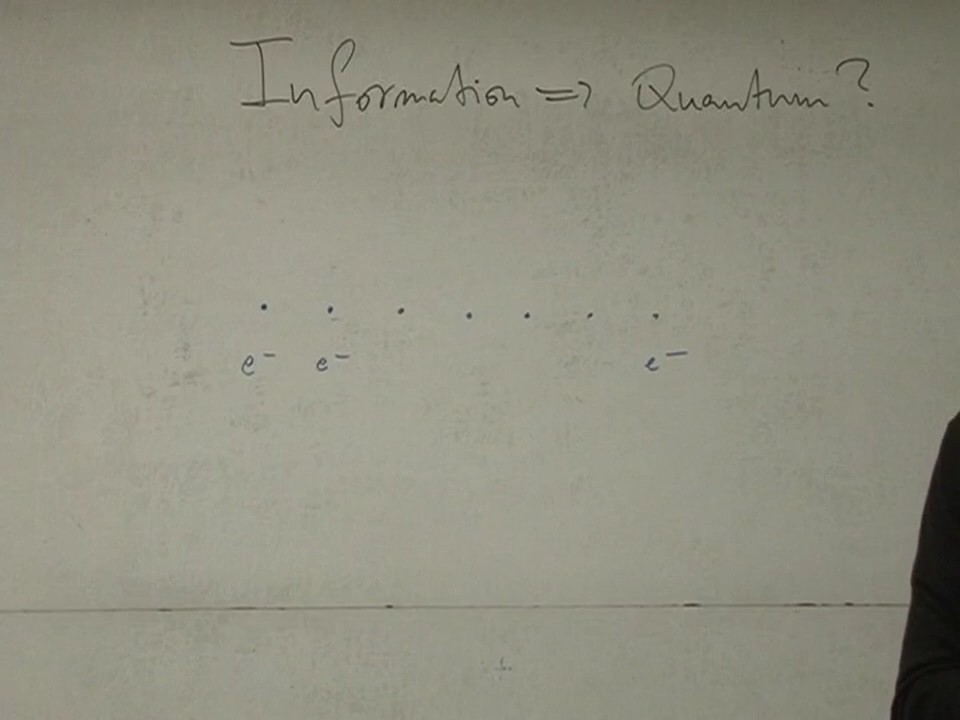 Information => Quantum?
. . . . . . .
e⁻ e⁻ e⁻